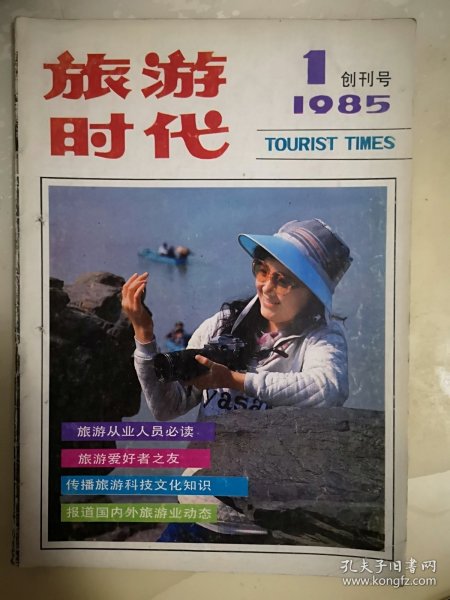 旅游
时代
1 创刊号
1985
TOURIST TIMES
yasa
旅游从业人员必读
旅游爱好者之友
传播旅游科技文化知识
报道国内外旅游业动态
孔夫子旧书网
www.kongfz.com